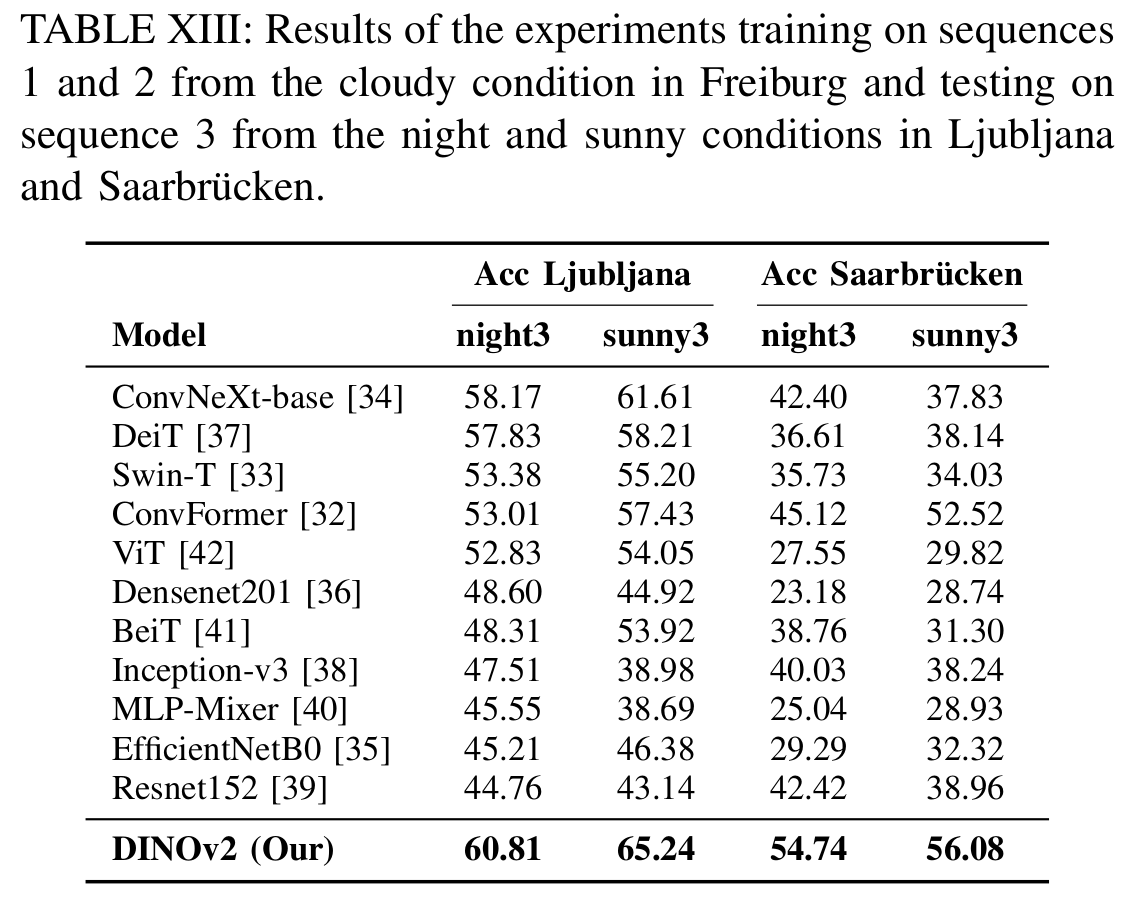 TABLE XIII: Results of the experiments training on sequences
1 and 2 from the cloudy condition in Freiburg and testing on
sequence 3 from the night and sunny conditions in Ljubljana
and Saarbrücken.
Acc Ljubljana Acc Saarbrücken
Model night3 sunny3 night3 sunny3
ConvNeXt-base [34] 58.17 61.61 42.40 37.83
DeiT [37] 57.83 58.21 36.61 38.14
Swin-T [33] 53.38 55.20 35.73 34.03
ConvFormer [32] 53.01 57.43 45.12 52.52
ViT [42] 52.83 54.05 27.55 29.82
Densenet201 [36] 48.60 44.92 23.18 28.74
BeiT [41] 48.31 53.92 38.76 31.30
Inception-v3 [38] 47.51 38.98 40.03 38.24
MLP-Mixer [40] 45.55 38.69 25.04 28.93
EfficientNetB0 [35] 45.21 46.38 29.29 32.32
Resnet152 [39] 44.76 43.14 42.42 38.96
DINOv2 (Our) 60.81 65.24 54.74 56.08